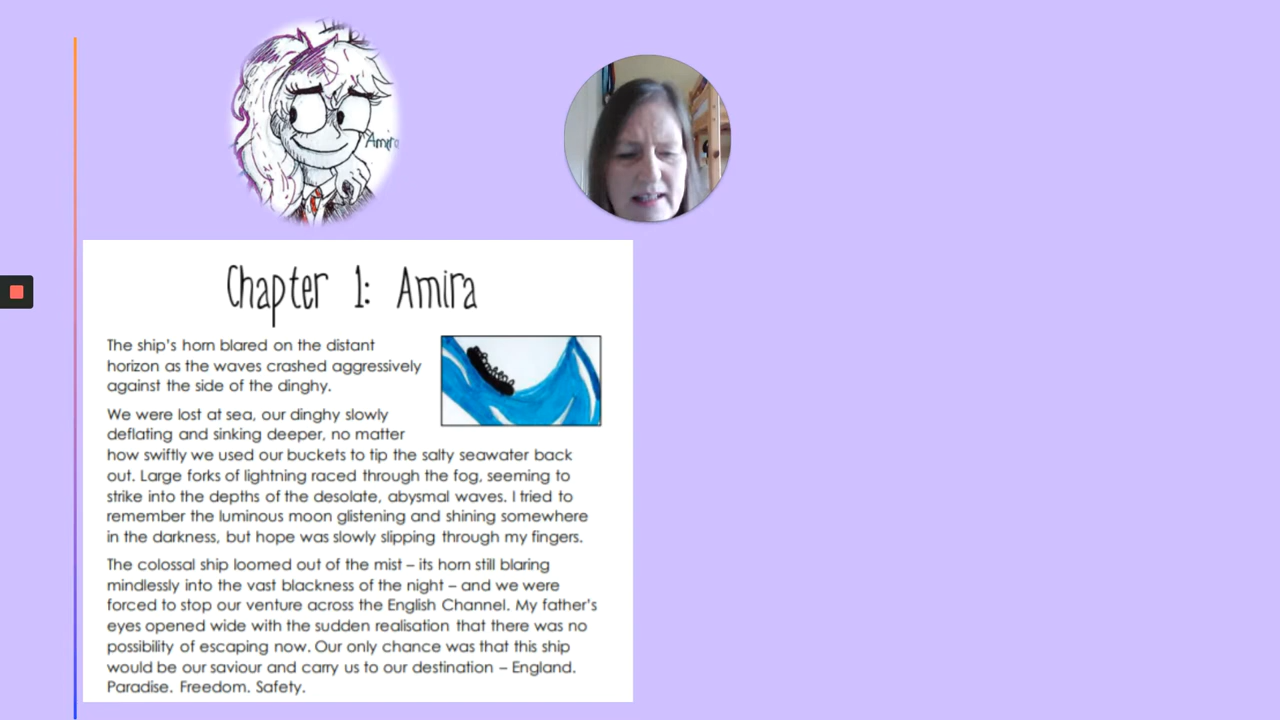 Amira
Chapter 1: Amira
The ship's horn blared on the distant
horizon as the waves crashed aggressively
against the side of the dinghy.
We were lost at sea, our dinghy slowly
deflating and sinking deeper, no matter
how swiftly we used our buckets to tip the salty seawater back
out. Large forks of lightning raced through the fog, seeming to
strike into the depths of the desolate, abysmal waves. I tried to
remember the luminous moon glistening and shining somewhere
in the darkness, but hope was slowly slipping through my fingers.
The colossal ship loomed out of the mist – its horn still blaring
mindlessly into the vast blackness of the night – and we were
forced to stop our venture across the English Channel. My father's
eyes opened wide with the sudden realisation that there was no
possibility of escaping now. Our only chance was that this ship
would be our saviour and carry us to our destination – England.
Paradise. Freedom. Safety.